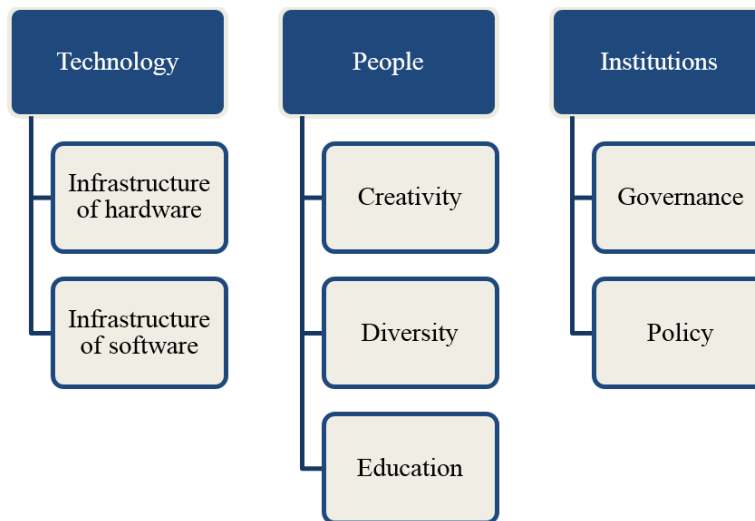 Technology
Infrastructure
of hardware
Infrastructure
of software
People
Creativity
Diversity
Education
Institutions
Governance
Policy